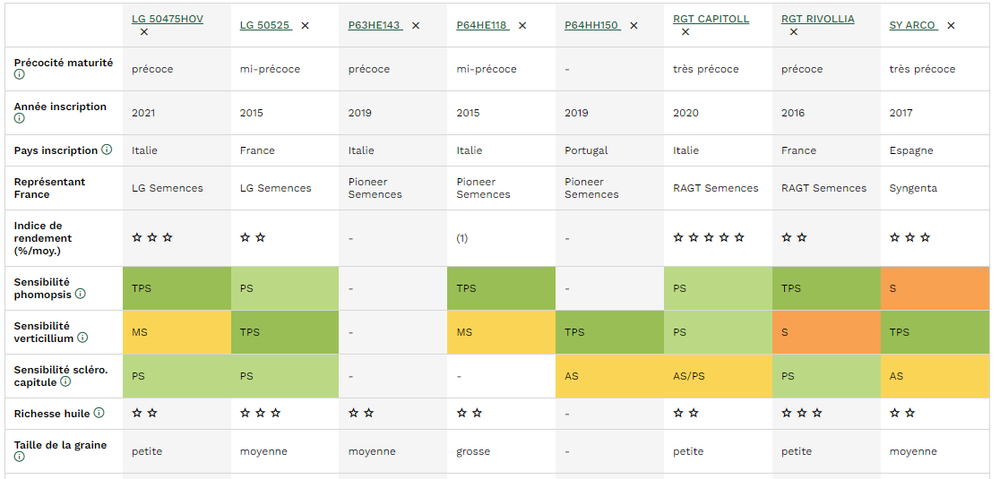 LG 50475HOV LG 50525 P63HE143 P64HE118 P64HH150 RGT CAPITOLL RGT RIVOLLIA SY ARCO
Précocité maturité précoce mi-précoce précoce mi-précoce - très précoce précoce très précoce
Année inscription 2021 2015 2019 2015 2019 2020 2016 2017
Pays inscription Italie France Italie Italie Portugal Italie France Espagne
Représentant
France LG Semences LG Semences Pioneer
Semences Pioneer
Semences Pioneer
Semences RAGT Semences RAGT Semences Syngenta
Indice de
rendement
(%/moy.) ☆☆☆ ☆☆ - (1) - ☆☆☆☆☆ ☆☆ ☆☆☆
Sensibilité
phomopsis TPS PS - TPS - PS TPS S
Sensibilité
verticillium MS TPS - MS TPS PS S TPS
Sensibilité scléro.
capitule PS PS - - AS AS/PS PS AS
Richesse huile ☆☆ ☆☆☆ ☆☆ ☆☆ - ☆☆ ☆☆☆ ☆☆
Taille de la graine petite moyenne moyenne grosse - petite petite moyenne